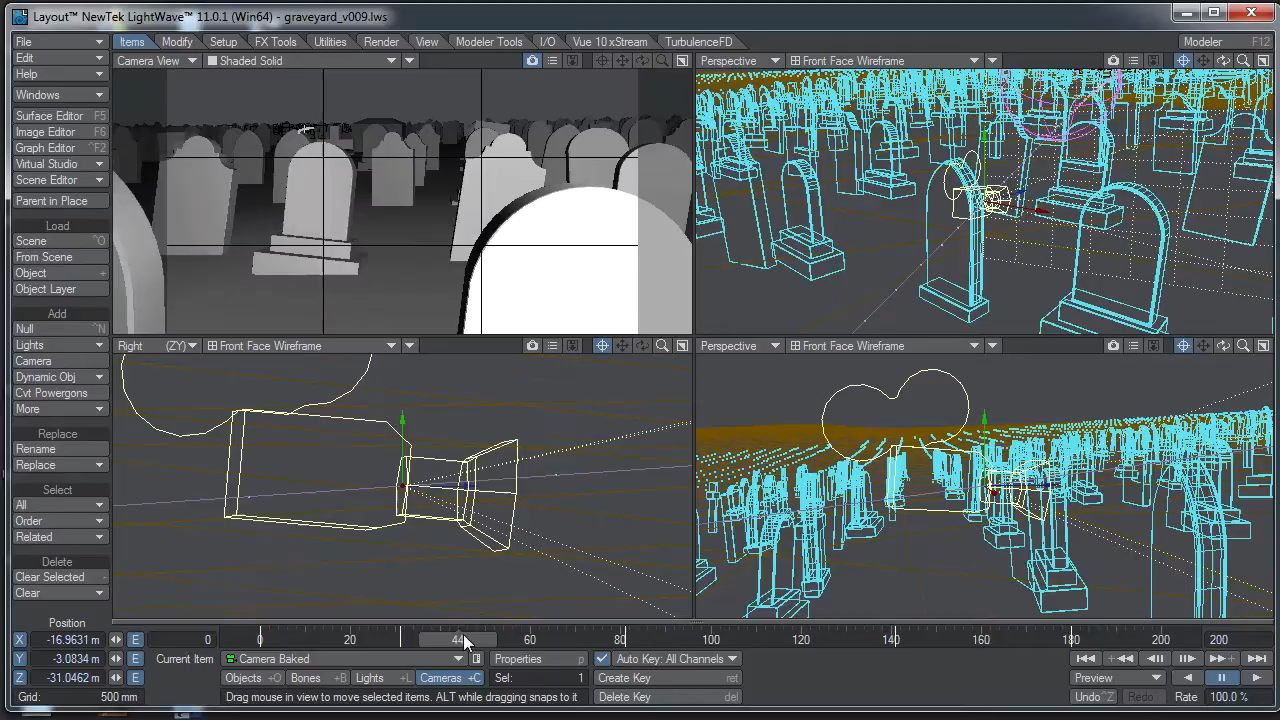 Layout™ NewTek LightWave™ 11.0.1 (Win64) - graveyard_v009.lws
File
Items Modify Setup FX Tools Utilities Render View Modeler Tools I/O Vue 10 xStream TurbulenceFD Modeler F12
Edit
Camera View Shaded Solid Perspective Front Face Wireframe
Help
Windows
Surface Editor F5
Image Editor F6
Graph Editor ^F2
Virtual Studio
Scene Editor
Parent in Place
Load
Scene ^O
From Scene
Object +
Object Layer
Add
Null ^N
Lights
Right (ZY) Front Face Wireframe Perspective Front Face Wireframe
Camera
Dynamic Obj
Cvt Powergons
More
Replace
Rename
Replace
Select
All
Order
Related
Delete
Clear Selected -
Clear
Position
X -16.9631 m E 0 0 20 44 60 80 100 120 140 160 180 200 200
Y -3.0834 m E Current Item Camera Baked Properties p Auto Key: All Channels
Z -31.0462 m E Objects +O Bones +B Lights +L Cameras +C Sel: 1 Create Key ret Preview
Grid: 500 mm Drag mouse in view to move selected items. ALT while dragging snaps to it Delete Key del Undo ^Z Redo Rate 100.0 %